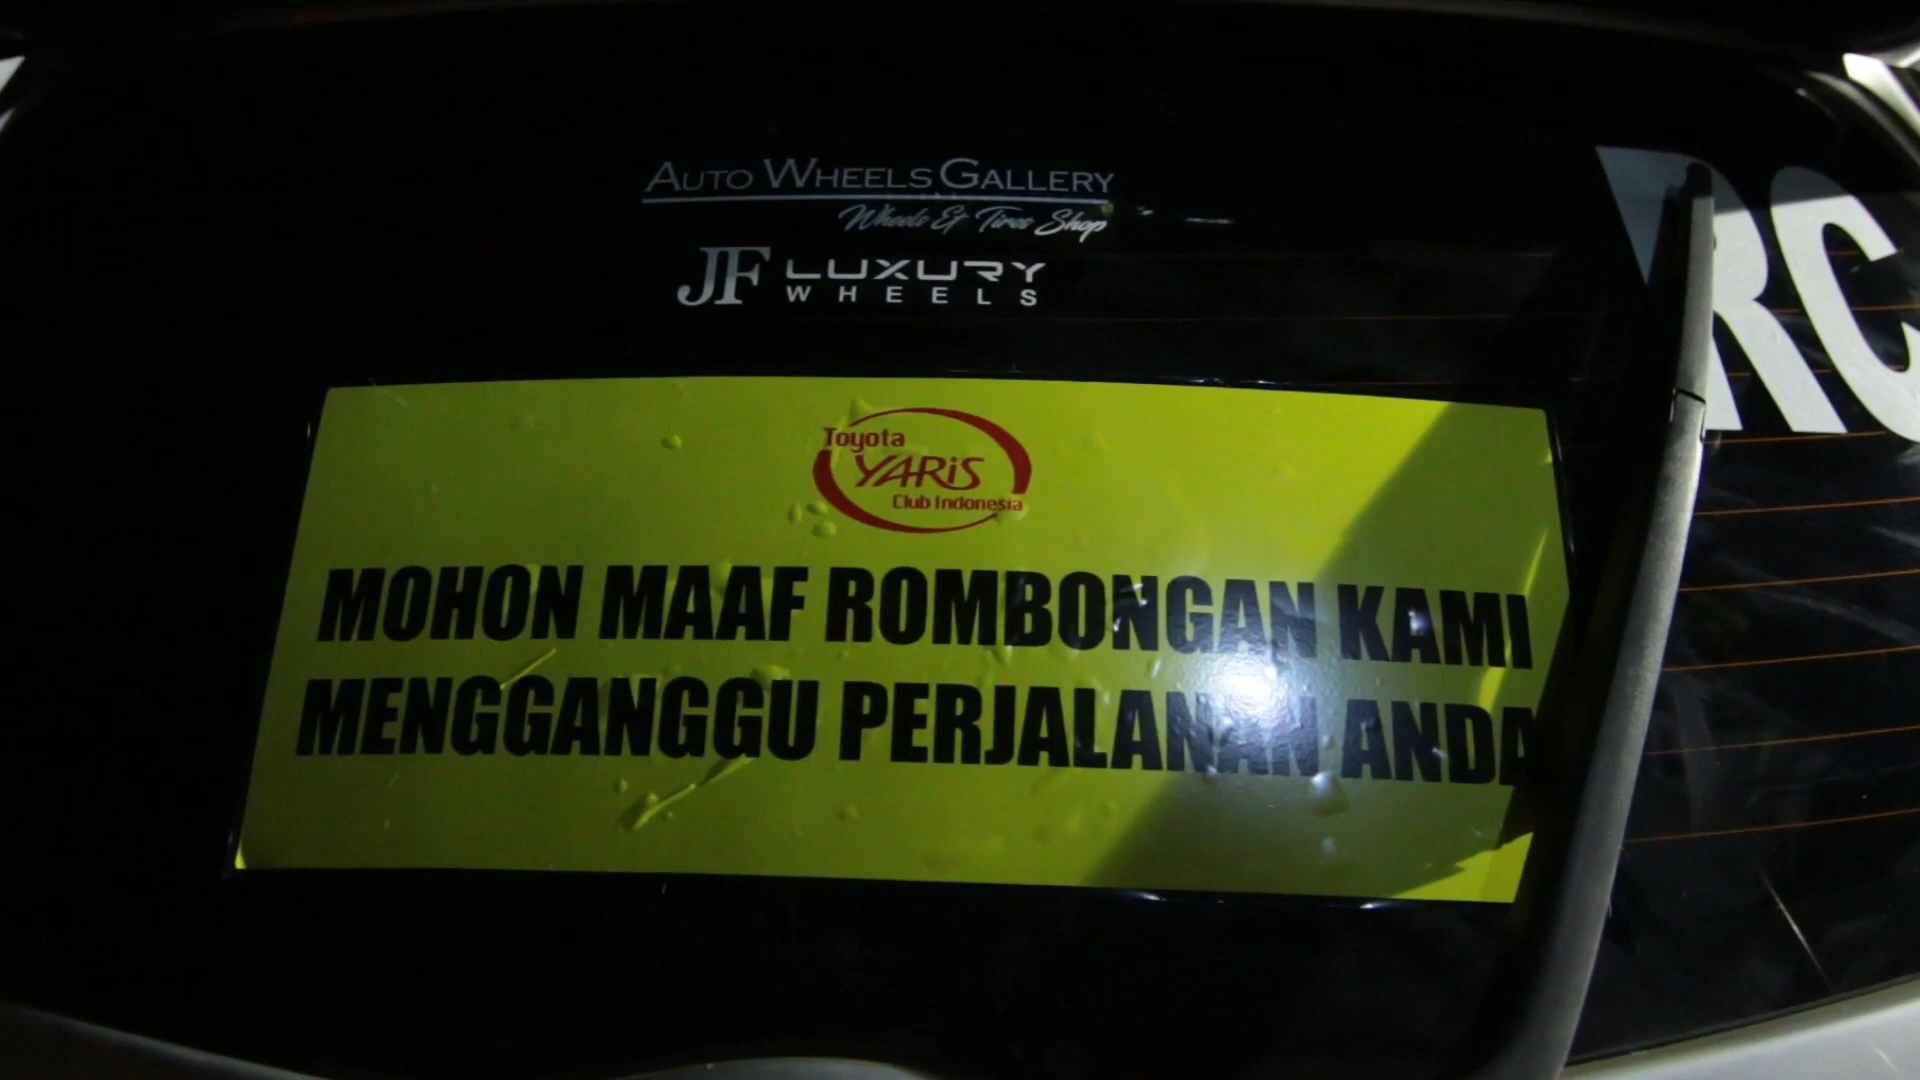 AUTO WHEELS GALLERY
Wheels & Tires Shop
JF LUXURY
WHEELS
RC
Toyota
YARiS
Club Indonesia
MOHON MAAF ROMBONGAN KAMI
MENGGANGGU PERJALANAN ANDA